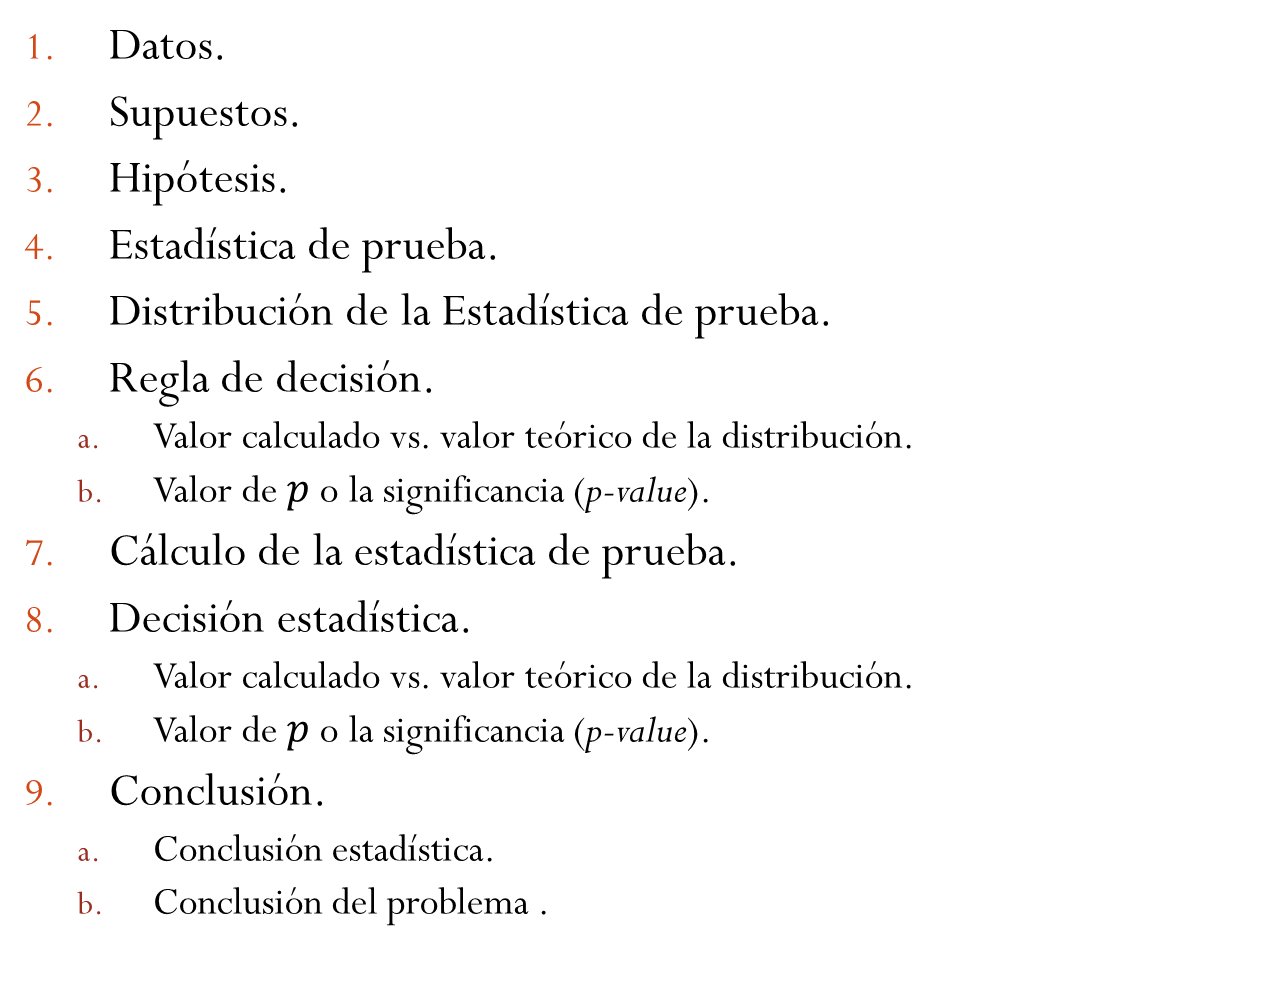 1. Datos.
2. Supuestos.
3. Hipótesis.
4. Estadística de prueba.
5. Distribución de la Estadística de prueba.
6. Regla de decisión.
a. Valor calculado vs. valor teórico de la distribución.
b. Valor de p o la significancia (p-value).
7. Cálculo de la estadística de prueba.
8. Decisión estadística.
a. Valor calculado vs. valor teórico de la distribución.
b. Valor de p o la significancia (p-value).
9. Conclusión.
a. Conclusión estadística.
b. Conclusión del problema .